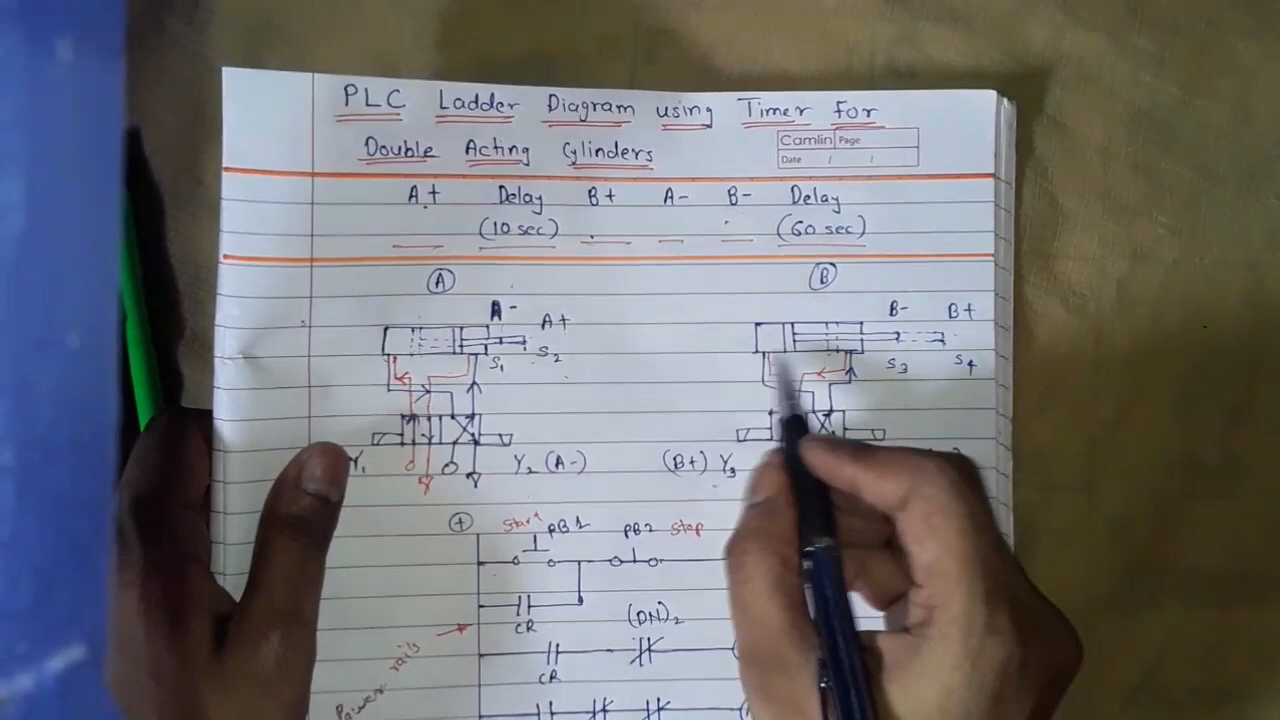 PLC Ladder Diagram using Timer for
Double Acting Cylinders
Camlin Page
Date / /
A+ Delay B+ A- B- Delay
(10 sec) (60 sec)
A B
A- A+ B- B+
S1 S2 S3 S4
Y1 Y2 (A-) (B+) Y3
+ Start PB1 PB2 Stop
CR (DN)2
CR
Power rails